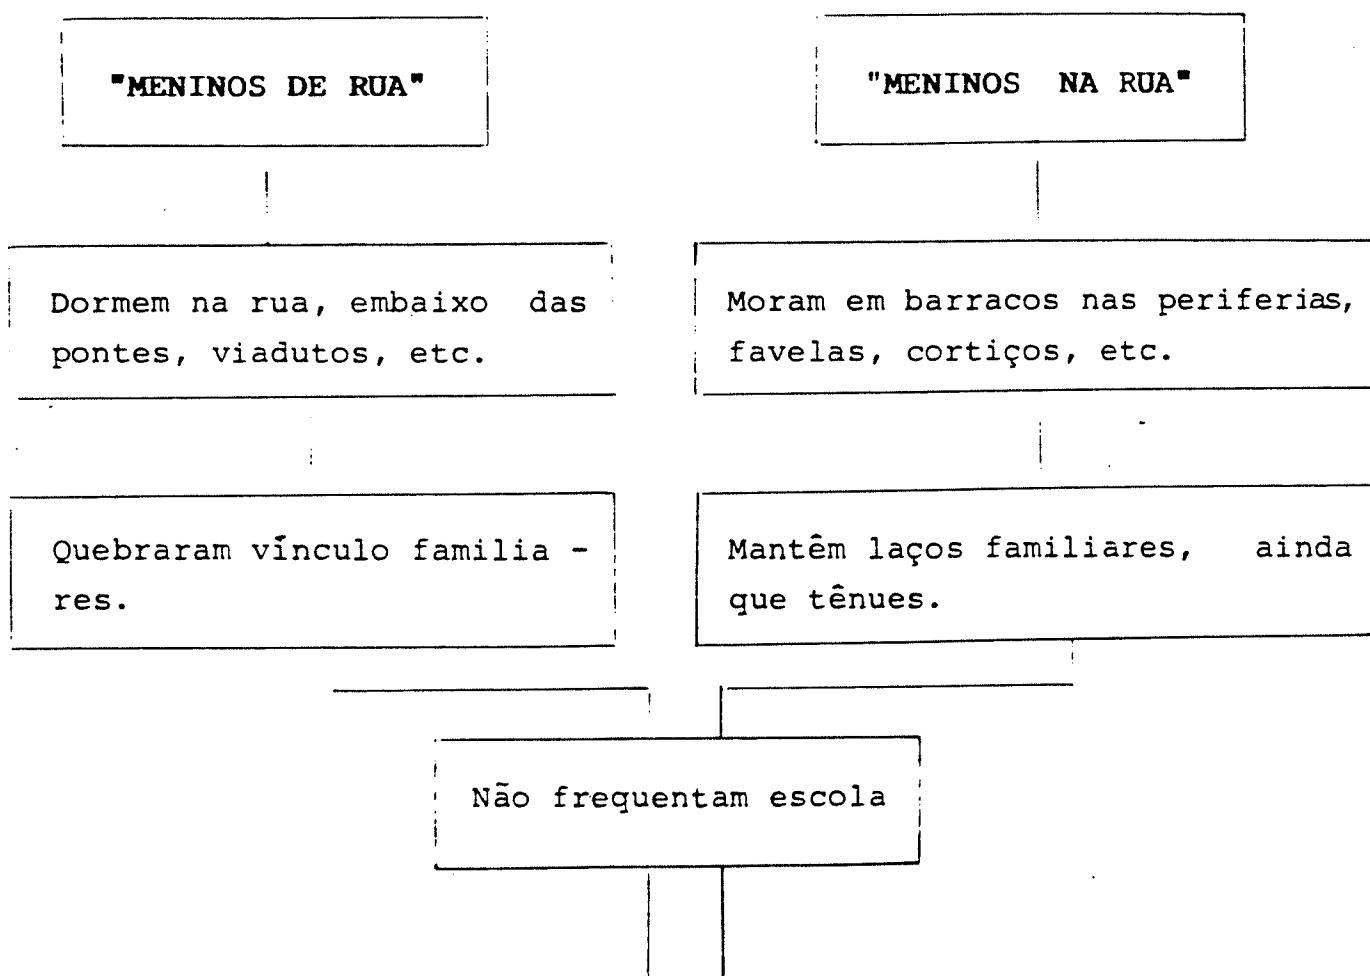 "MENINOS DE RUA"
"MENINOS NA RUA"
Dormem na rua, embaixo das
pontes, viadutos, etc.
Moram em barracos nas periferias,
favelas, cortiços, etc.
Quebraram vínculo familia -
res.
Mantêm laços familiares, ainda
que tênues.
Não frequentam escola